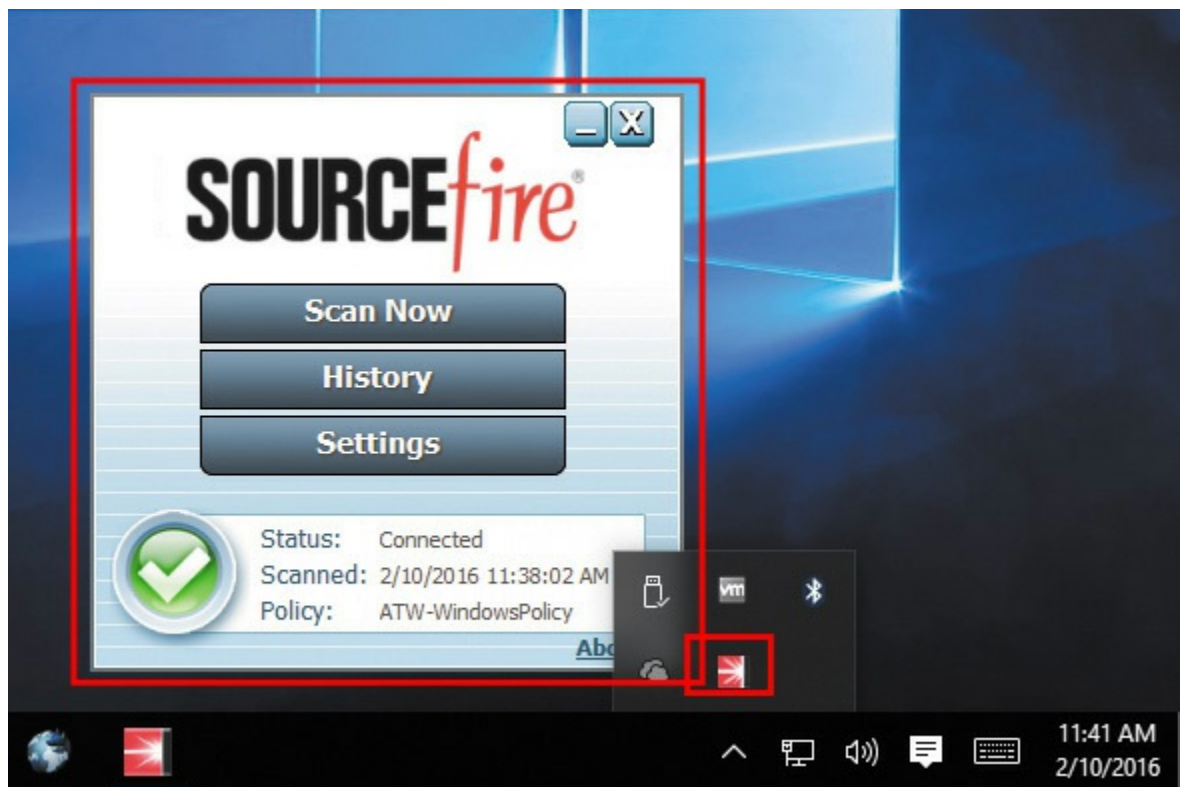 SOURCEfire®
Scan Now
History
Settings
Status: Connected
Scanned: 2/10/2016 11:38:02 AM
Policy: ATW-WindowsPolicy
vm
11:41 AM
2/10/2016